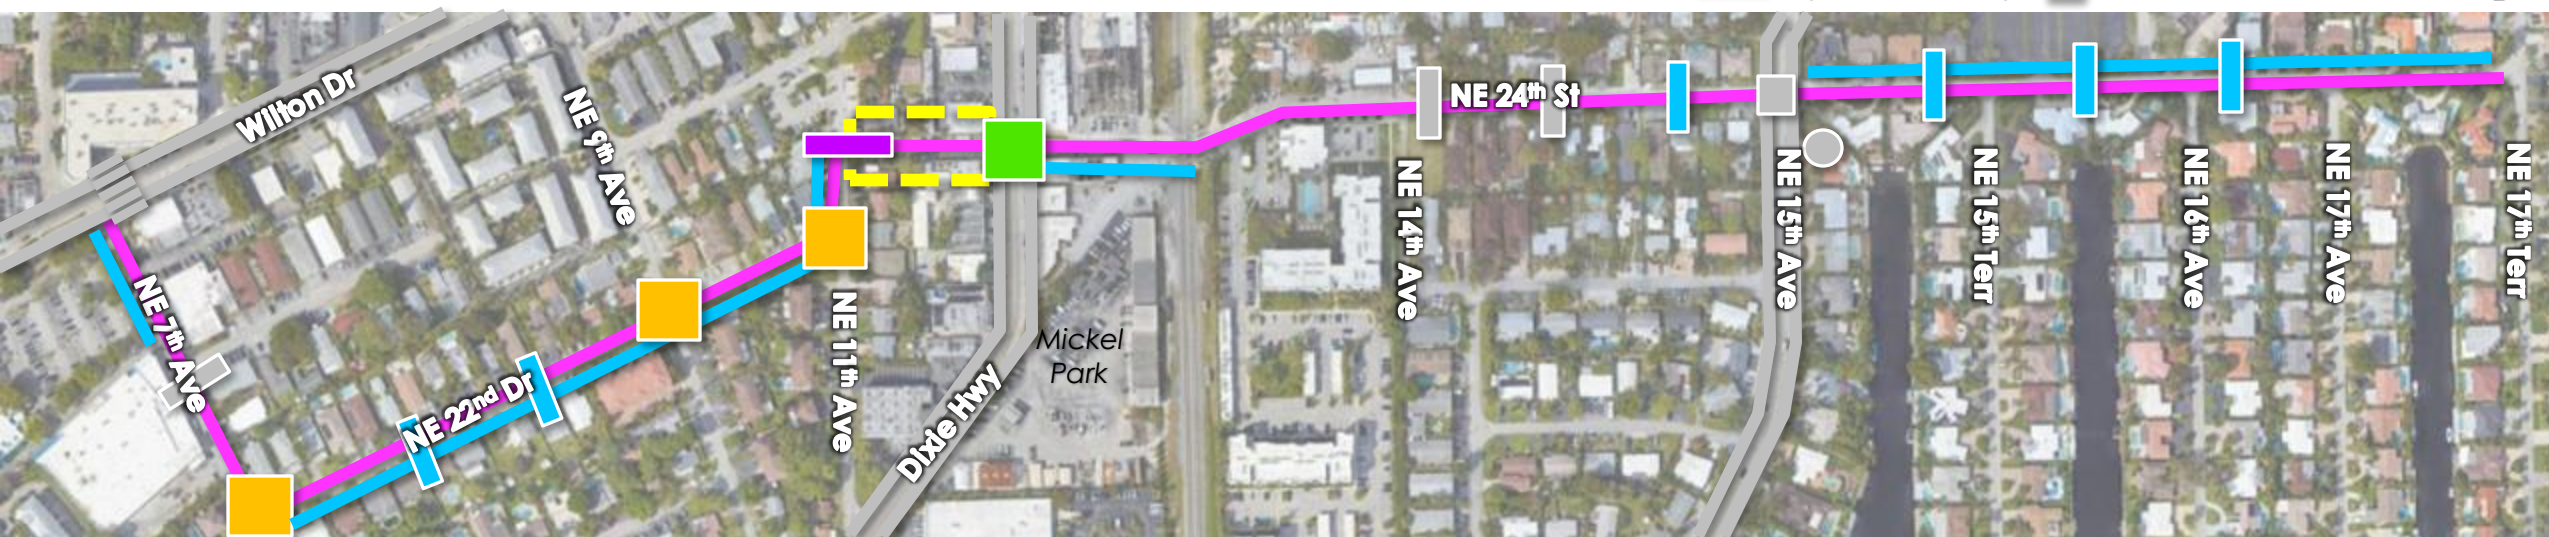 Wilton Dr
NE 9th Ave
NE 24th St
NE 7th Ave
NE 22nd Dr
NE 11th Ave
Dixie Hwy
Mickel
Park
NE 14th Ave
NE 15th Ave
NE 15th Terr
NE 16th Ave
NE 17th Ave
NE 17th Terr